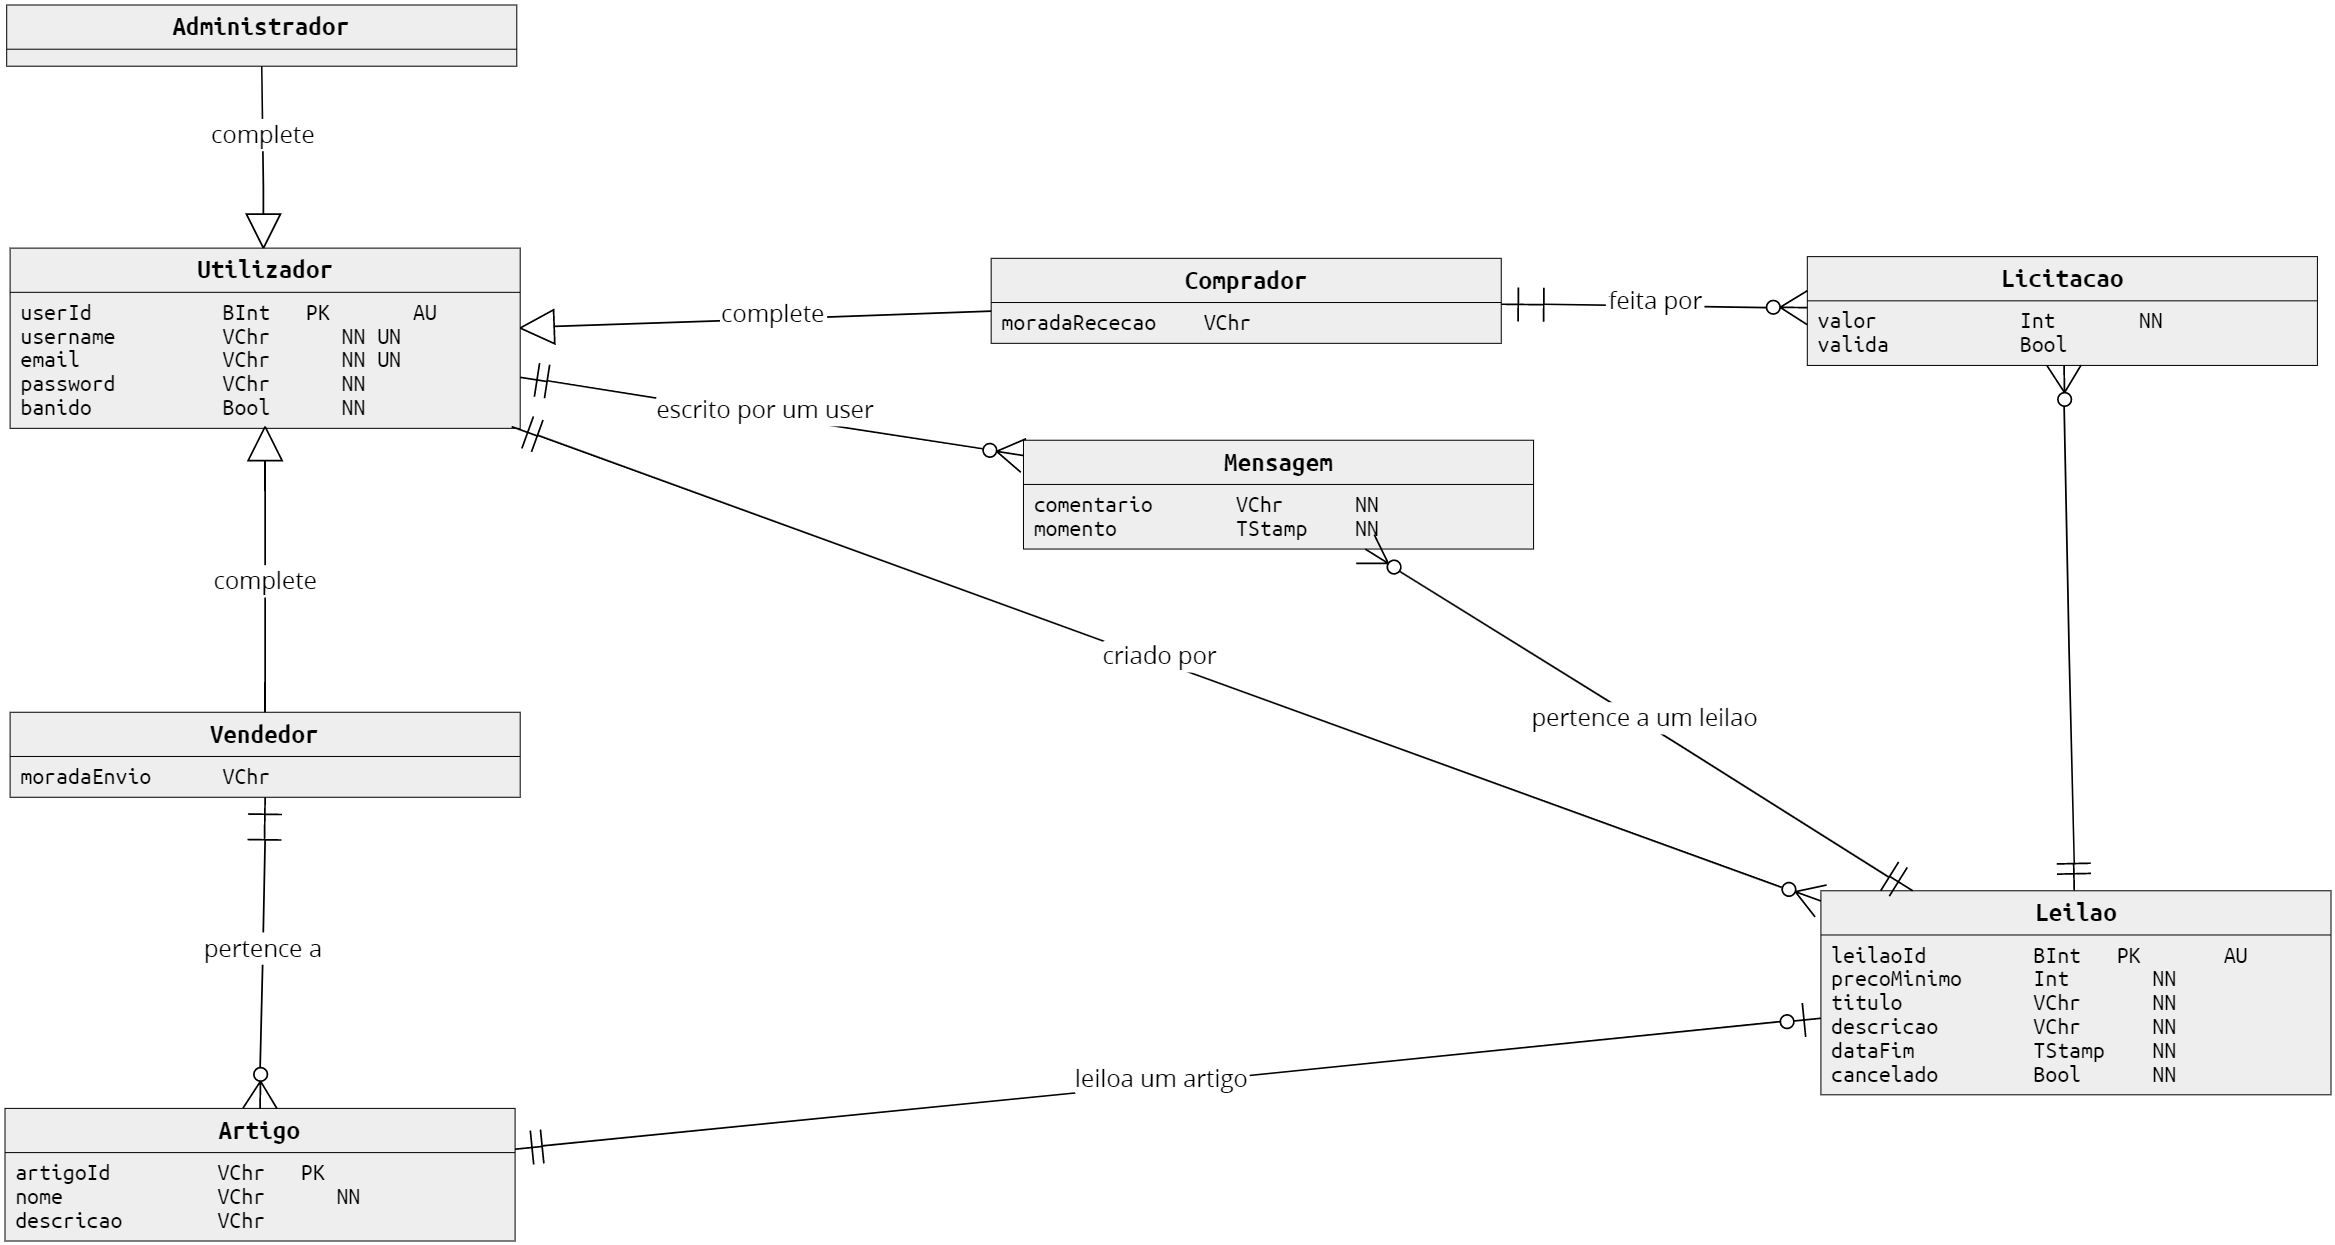 Administrador
complete
Utilizador
userId BInt PK AU
username VChr NN UN
email VChr NN UN
password VChr NN
banido Bool NN
complete
Comprador
moradaRececao VChr
feita por
Licitacao
valor Int NN
valida Bool
escrito por um user
Mensagem
comentario VChr NN
momento TStamp NN
complete
criado por
pertence a um leilao
Vendedor
moradaEnvio VChr
pertence a
Leilao
leilaoId BInt PK AU
precoMinimo Int NN
titulo VChr NN
descricao VChr NN
dataFim TStamp NN
cancelado Bool NN
leiloa um artigo
Artigo
artigoId VChr PK
nome VChr NN
descricao VChr